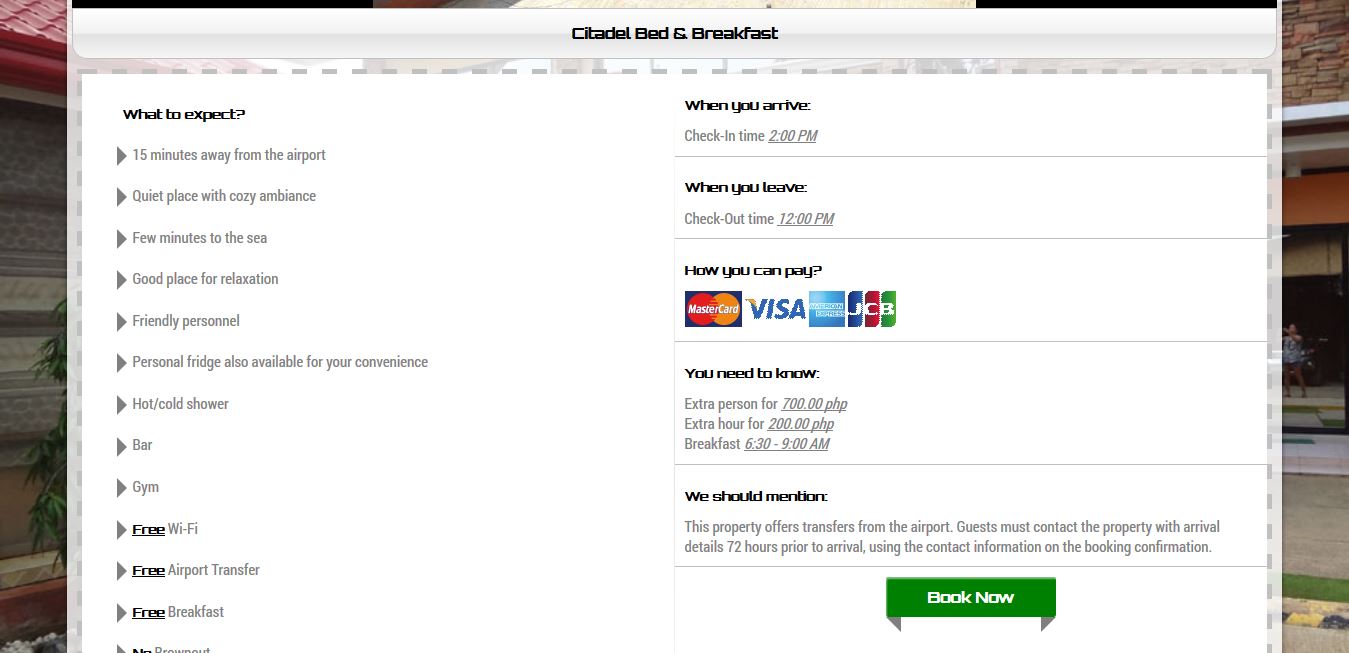 Citadel Bed & Breakfast
What to expect?
15 minutes away from the airport
Quiet place with cozy ambiance
Few minutes to the sea
Good place for relaxation
Friendly personnel
Personal fridge also available for your convenience
Hot/cold shower
Bar
Gym
Free Wi-Fi
Free Airport Transfer
Free Breakfast
No Brownout
When you arrive:
Check-In time 2:00 PM
When you leave:
Check-Out time 12:00 PM
How you can pay?
MasterCard VISA AMERICAN EXPRESS JCB
You need to know:
Extra person for 700.00 php
Extra hour for 200.00 php
Breakfast 6:30 - 9:00 AM
We should mention:
This property offers transfers from the airport. Guests must contact the property with arrival
details 72 hours prior to arrival, using the contact information on the booking confirmation.
Book Now